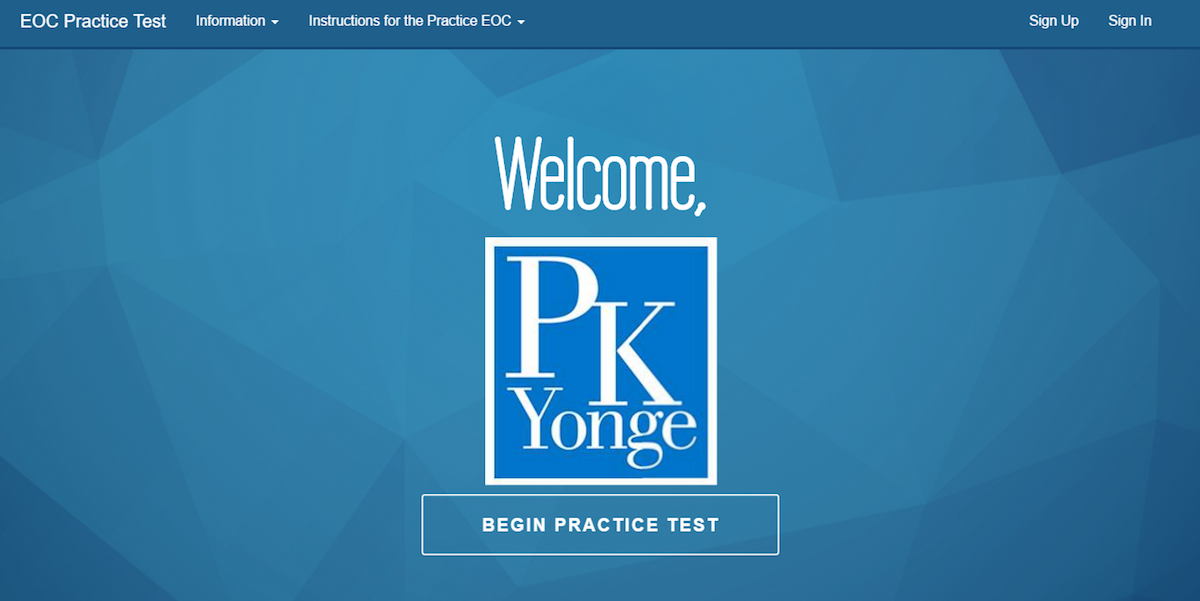 EOC Practice Test Information Instructions for the Practice EOC Sign Up Sign In
Welcome,
PK
Yonge
BEGIN PRACTICE TEST